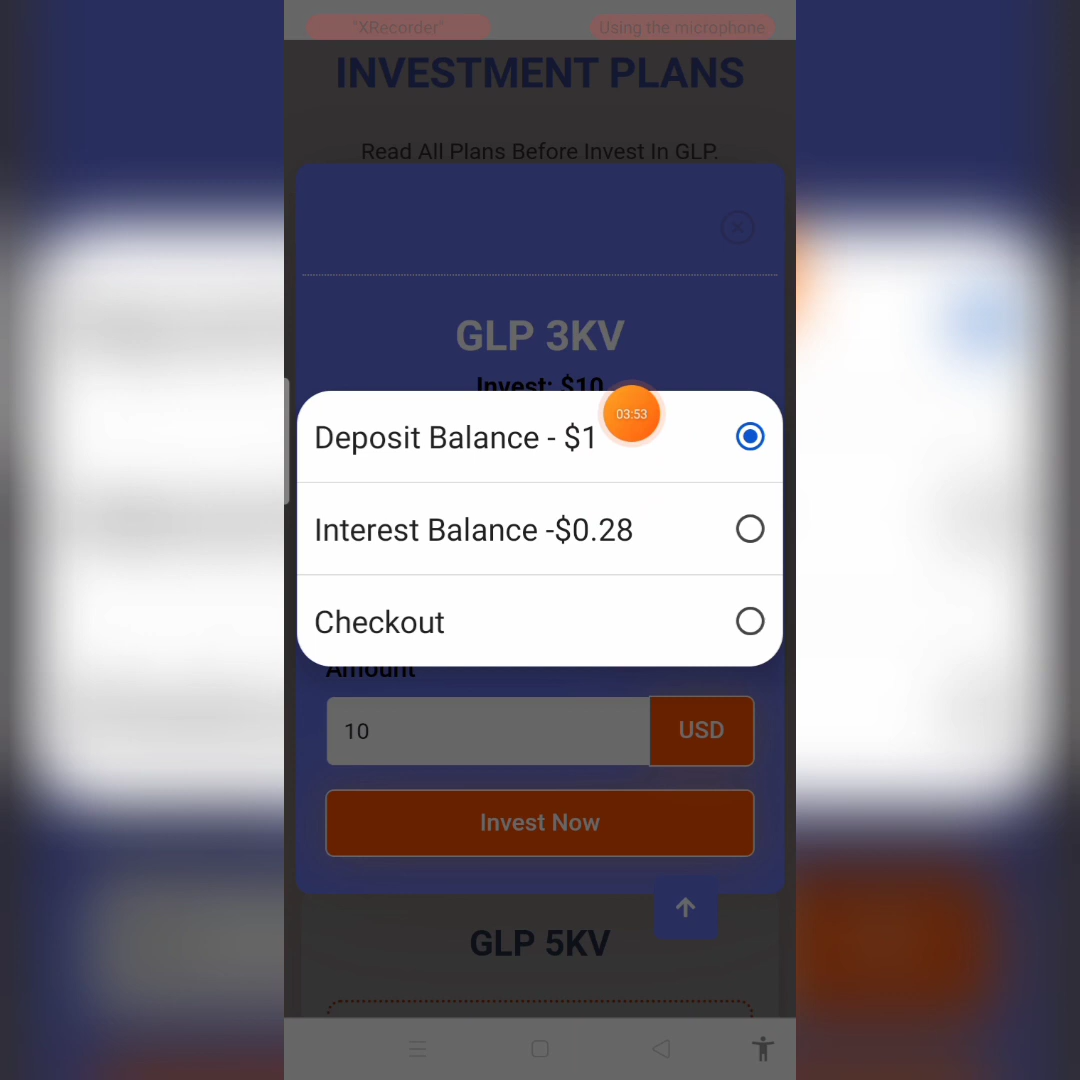 "XRecorder"
Using the microphone
INVESTMENT PLANS
Read All Plans Before Invest In GLP.
GLP 3KV
Invest: $10
03:53
Deposit Balance - $1
Interest Balance -$0.28
Checkout
Amount
10
USD
Invest Now
GLP 5KV